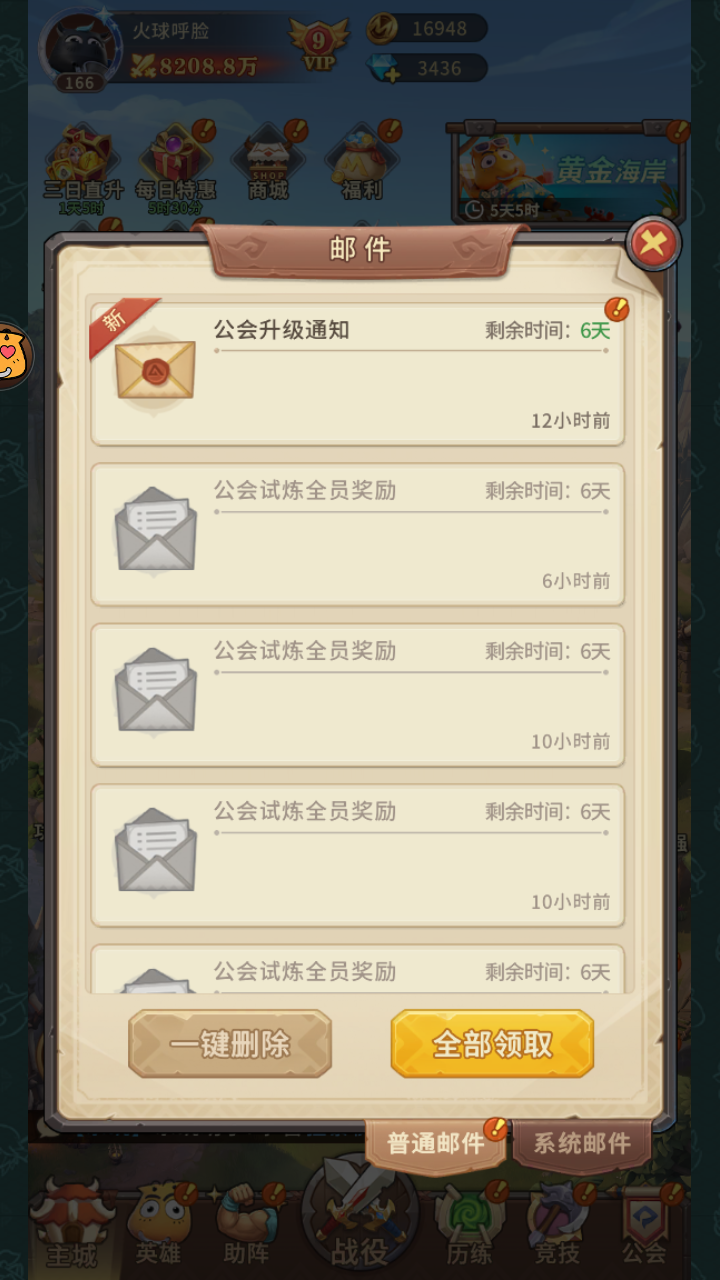 火球呼脸
166
8208.8万
9
VIP
16948
3436
三日直升
1天5时
每日特惠
5时30分
SHOP
商城
福利
黄金海岸
5天5时
邮件
新
公会升级通知
剩余时间：6天
12小时前
公会试炼全员奖励
剩余时间：6天
6小时前
公会试炼全员奖励
剩余时间：6天
10小时前
公会试炼全员奖励
剩余时间：6天
10小时前
公会试炼全员奖励
剩余时间：6天
一键删除
全部领取
普通邮件
系统邮件
主城
英雄
助阵
战役
历练
竞技
公会